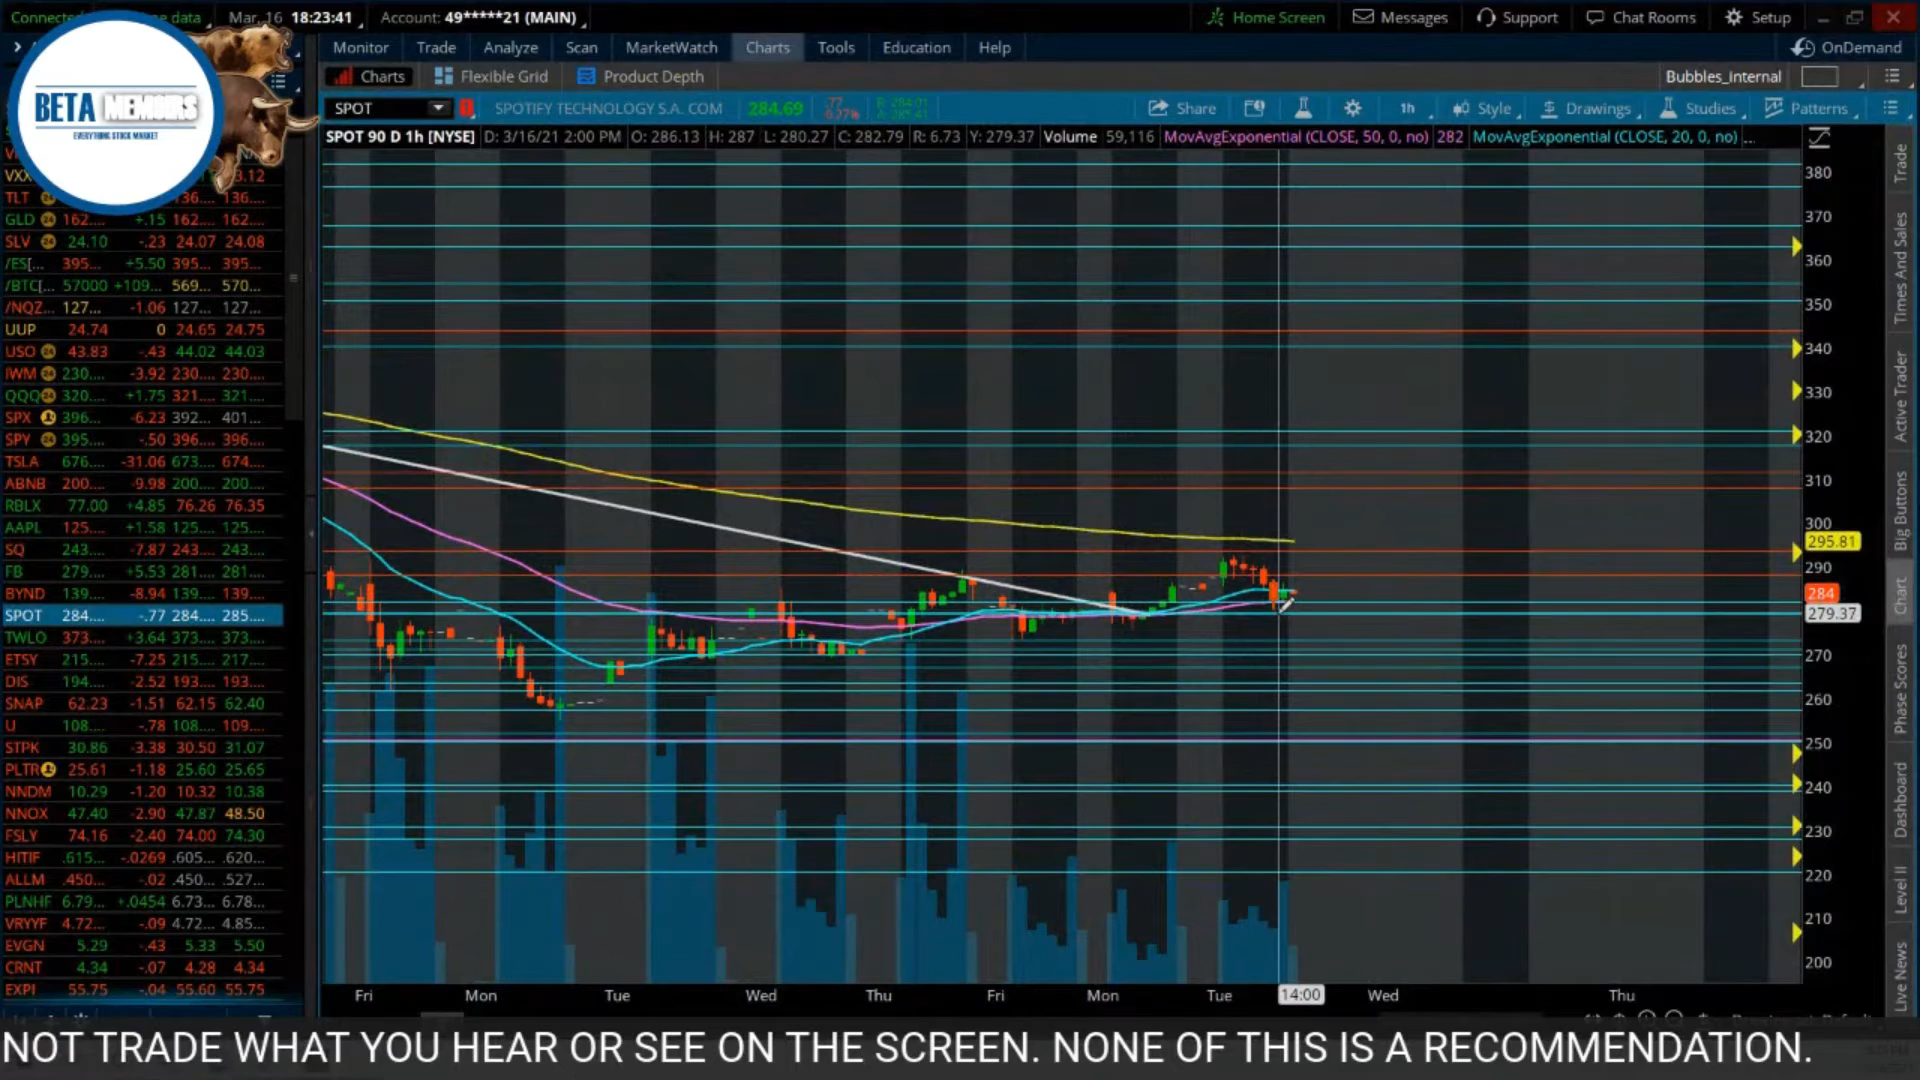 Connected
data
Mar, 16 18:23:41
Account: 49*****21 (MAIN)
Home Screen
Messages
Support
Chat Rooms
Setup
Monitor Trade Analyze Scan MarketWatch Charts Tools Education Help
OnDemand
Charts
Flexible Grid
Product Depth
Bubbles_Internal
BETA MEMOIRS
EVERYTHING STOCK MARKET
SPOT
SPOTIFY TECHNOLOGY S.A. COM
284.69
-.77
-0.27%
Share
1h
Style
Drawings
Studies
Patterns
SPOT 90 D 1h [NYSE] D: 3/16/21 2:00 PM O: 286.13 H: 287 L: 280.27 C: 282.79 R: 6.73 Y: 279.37 Volume 59,116 MovAvgExponential (CLOSE, 50, 0, no) 282 MovAvgExponential (CLOSE, 20, 0, no) ...
TLT 136.... 136....
GLD 162.... +.15 162.... 162....
SLV 24.10 -.23 24.07 24.08
/ES[... 395... +5.50 395... 395...
/BTC[... 57000 +109... 569... 570...
/NQZ... 127... -1.06 127... 127...
UUP 24.74 0 24.65 24.75
USO 43.83 -.43 44.02 44.03
IWM 230.... -3.92 230.... 230....
QQQ 320.... +1.75 321.... 321....
SPX 396... -6.23 392... 401...
SPY 395.... -.50 396.... 396....
TSLA 676.... -31.06 673.... 674....
ABNB 200.... -9.98 200.... 200....
RBLX 77.00 +4.85 76.26 76.35
AAPL 125.... +1.58 125.... 125....
SQ 243.... -7.87 243.... 243....
FB 279.... +5.53 281.... 281....
BYND 139.... -8.94 139.... 139....
SPOT 284.... -.77 284.... 285....
TWLO 373.... +3.64 373.... 373....
ETSY 215.... -7.25 215.... 217....
DIS 194.... -2.52 193.... 193....
SNAP 62.23 -1.51 62.15 62.40
U 108.... -.78 108.... 109....
STPK 30.86 -3.38 30.50 31.07
PLTR 25.61 -1.18 25.60 25.65
NNDM 10.29 -1.20 10.32 10.38
NNOX 47.40 -2.90 47.87 48.50
FSLY 74.16 -2.40 74.00 74.30
HITIF .615... -.0269 .605... .620...
ALLM .450... -.02 .450... .527...
PLNHF 6.79... +.0454 6.73... 6.78...
VRYYF 4.72... -.09 4.72... 4.85...
EVGN 5.29 -.43 5.33 5.50
CRNT 4.34 -.07 4.28 4.34
EXPI 55.75 -.04 55.60 55.75
380
370
360
350
340
330
320
310
300
295.81
290
284
279.37
270
260
250
240
230
220
210
200
Fri Mon Tue Wed Thu Fri Mon Tue 14:00 Wed Thu
Trade
Times And Sales
Active Trader
Big Buttons
Chart
Phase Scores
Dashboard
Level II
Live News
NOT TRADE WHAT YOU HEAR OR SEE ON THE SCREEN. NONE OF THIS IS A RECOMMENDATION.